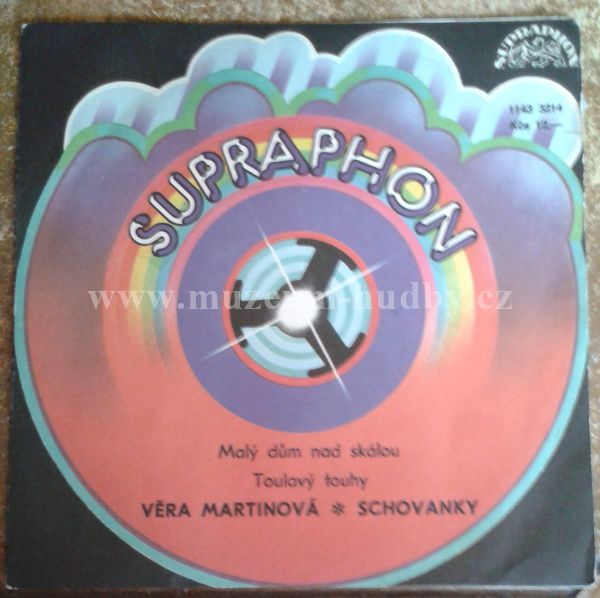 SUPRAPHON
1143 3214
Kčs 12,—
SUPRAPHON
www.muzeum-hudby.cz
Malý dům nad skálou
Toulavý touhy
VĚRA MARTINOVÁ * SCHOVANKY